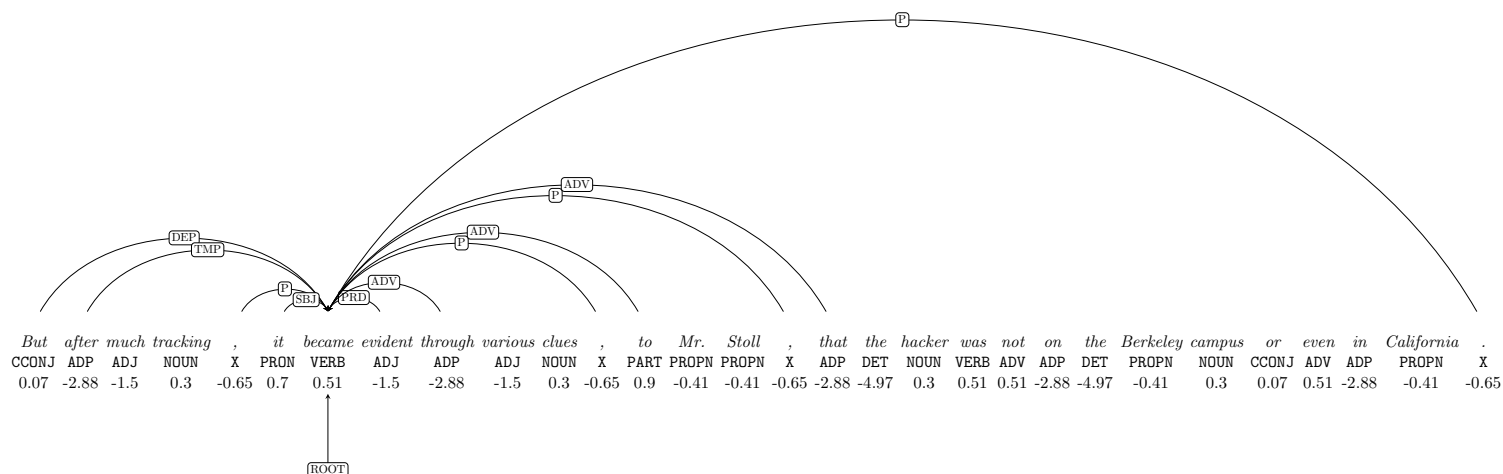 P
ADV
P
ADV
P
DEP
TMP
ADV
P
SBJ
PRD
But after much tracking , it became evident through various clues , to Mr. Stoll , that the hacker was not on the Berkeley campus or even in California .
CCONJ ADP ADJ NOUN X PRON VERB ADJ ADP ADJ NOUN X PART PROPN PROPN X ADP DET NOUN VERB ADV ADP DET PROPN NOUN CCONJ ADV ADP PROPN X
0.07 -2.88 -1.5 0.3 -0.65 0.7 0.51 -1.5 -2.88 -1.5 0.3 -0.65 0.9 -0.41 -0.41 -0.65 -2.88 -4.97 0.3 0.51 0.51 -2.88 -4.97 -0.41 0.3 0.07 0.51 -2.88 -0.41 -0.65
ROOT